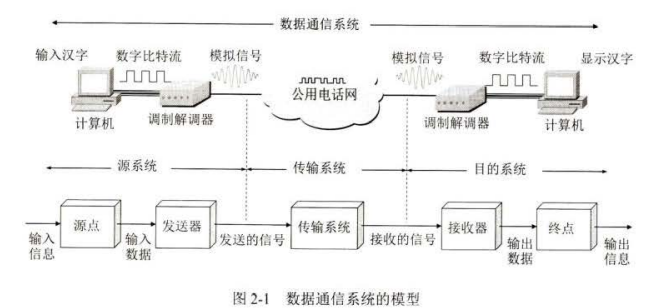 数据通信系统
输入汉字 数字比特流 模拟信号 模拟信号 数字比特流 显示汉字
公用电话网
计算机 调制解调器 调制解调器 计算机
源系统 传输系统 目的系统
源点 发送器 传输系统 接收器 终点
输入信息 输入数据 发送的信号 接收的信号 输出数据 输出信息
图 2-1 数据通信系统的模型